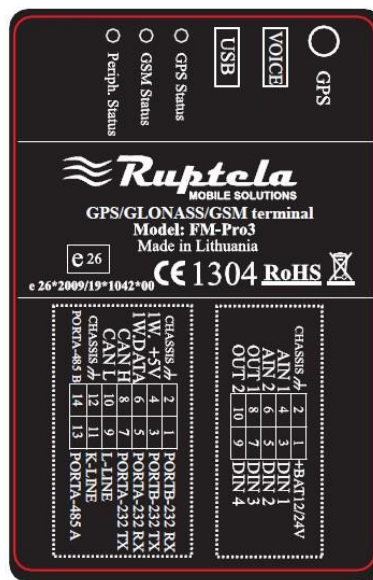 Periph. Status
GSM Status
GPS Status
USB
VOICE
GPS
Ruptela
MOBILE SOLUTIONS
GPS/GLONASS/GSM terminal
Model: FM-Pro3
Made in Lithuania
e 26
e 26*2009/19*1042*00
CE 1304 RoHS
CHASSIS 2 1 PORTB-232 RX
1W. +5V 4 3 PORTB-232 TX
1W.DATA 6 5 PORTA-232 RX
CAN H 8 7 PORTA-232 TX
CAN L 10 9 L-LINE
CHASSIS 12 11 K-LINE
PORTA-485 B 14 13 PORTA-485 A
CHASSIS 2 1 +BAT12/24V
AIN 1 4 3 DIN 1
AIN 2 6 5 DIN 2
OUT 1 8 7 DIN 3
OUT 2 10 9 DIN 4